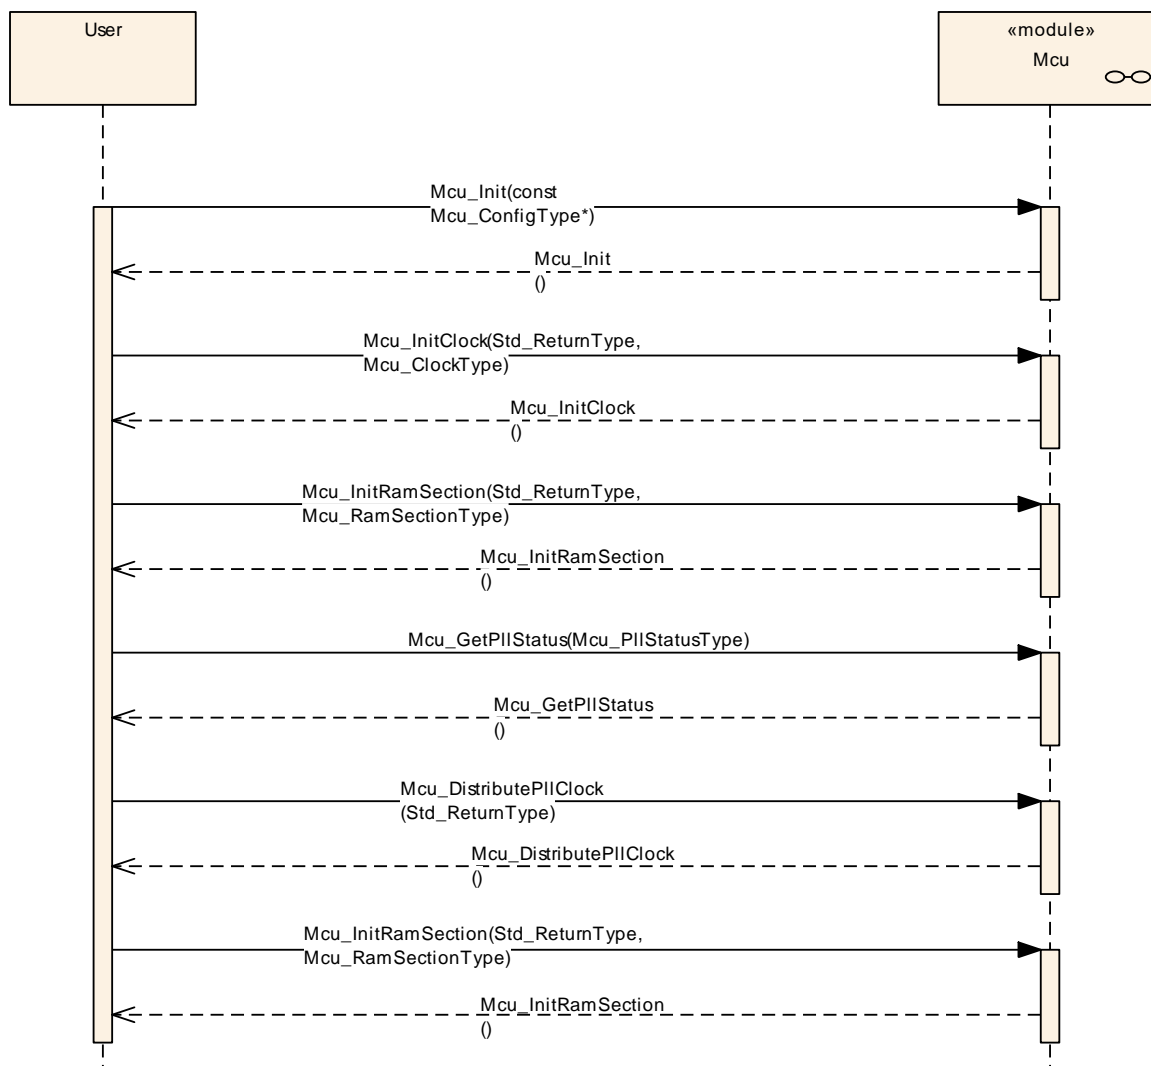 User
«module»
Mcu
Mcu_Init(const
Mcu_ConfigType*)
Mcu_Init
()
Mcu_InitClock(Std_ReturnType,
Mcu_ClockType)
Mcu_InitClock
()
Mcu_InitRamSection(Std_ReturnType,
Mcu_RamSectionType)
Mcu_InitRamSection
()
Mcu_GetPllStatus(Mcu_PllStatusType)
Mcu_GetPllStatus
()
Mcu_DistributePllClock
(Std_ReturnType)
Mcu_DistributePllClock
()
Mcu_InitRamSection(Std_ReturnType,
Mcu_RamSectionType)
Mcu_InitRamSection
()